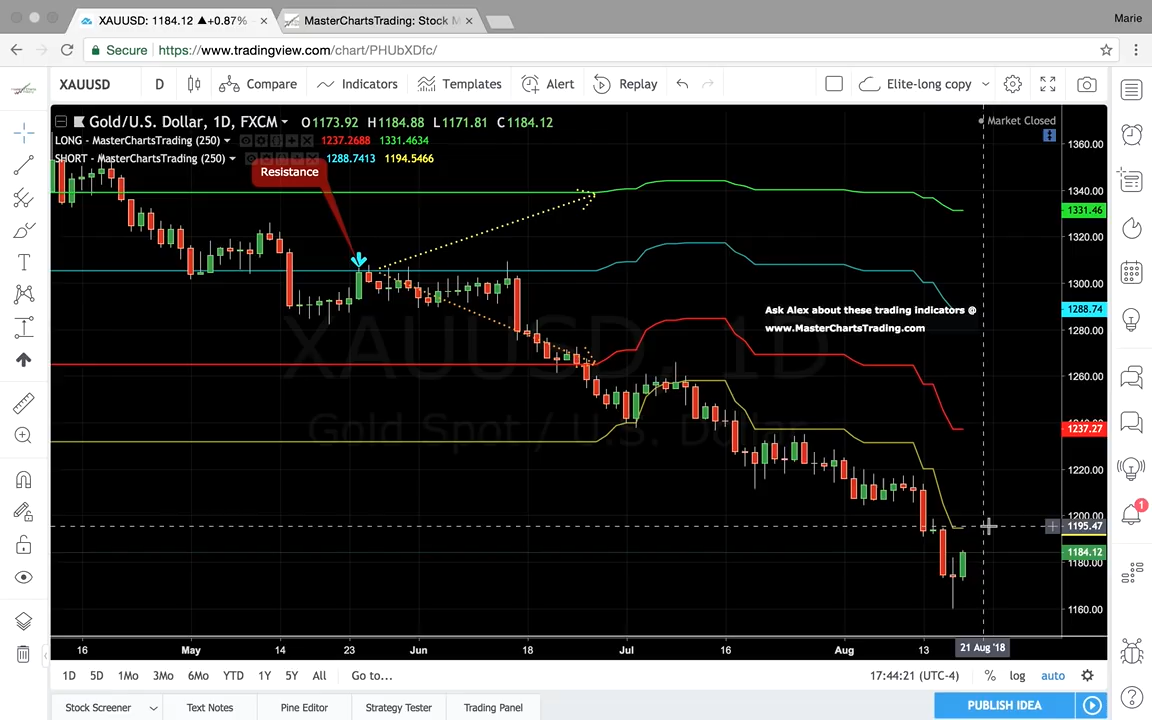 XAUUSD: 1184.12 ▲+0.87%
MasterChartsTrading: Stock M
Marie
Secure
https://www.tradingview.com/chart/PHUbXDfc/
XAUUSD
D
Compare
Indicators
Templates
Alert
Replay
Elite-long copy
Gold/U.S. Dollar, 1D, FXCM
O1173.92 H1184.88 L1171.81 C1184.12
Market Closed
LONG - MasterChartsTrading (250)
1237.2688 1331.4634
SHORT - MasterChartsTrading (250)
1288.7413 1194.5466
Resistance
1360.00
1340.00
1331.46
1320.00
1300.00
1288.74
1280.00
1260.00
1237.27
1220.00
1200.00
1195.47
1184.12
1180.00
1160.00
XAUUSD, 1D
Gold Spot / U.S. Dollar
Ask Alex about these trading indicators @
www.MasterChartsTrading.com
1
16
May
14
23
Jun
18
Jul
16
Aug
13
21 Aug '18
1D
5D
1Mo
3Mo
6Mo
YTD
1Y
5Y
All
Go to...
17:44:21 (UTC-4)
%
log
auto
Stock Screener
Text Notes
Pine Editor
Strategy Tester
Trading Panel
PUBLISH IDEA